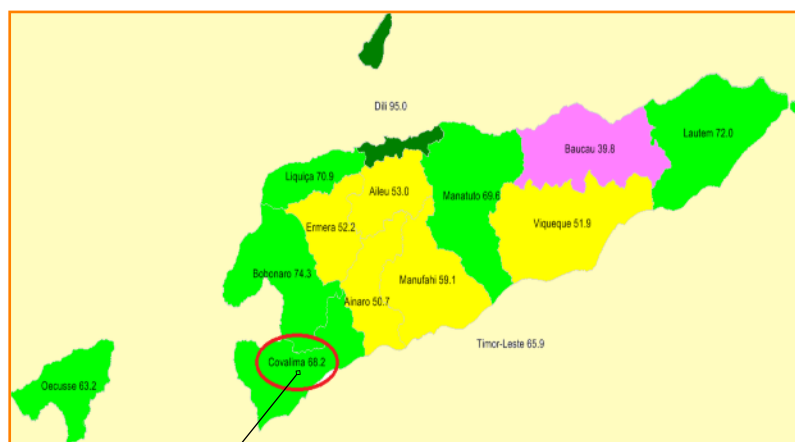 Dili 95.0
Lautem 72.0
Baucau 39.8
Liquiça 70.9
Aileu 53.0
Manatuto 69.6
Ermera 52.2
Viqueque 51.9
Bobonaro 74.3
Manufahi 59.1
Ainaro 50.7
Timor-Leste 65.9
Covalima 68.2
Oecusse 63.2